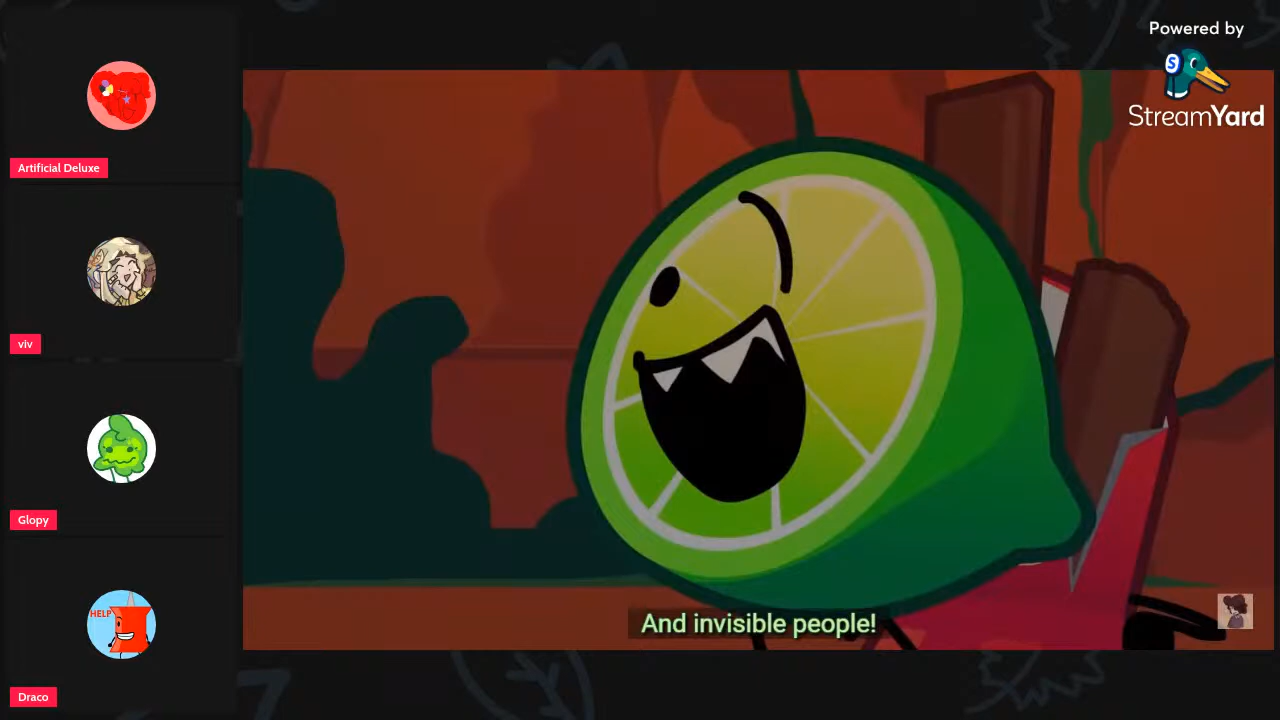 Powered by
StreamYard
Artificial Deluxe
viv
Glopy
HELP
Draco
And invisible people!